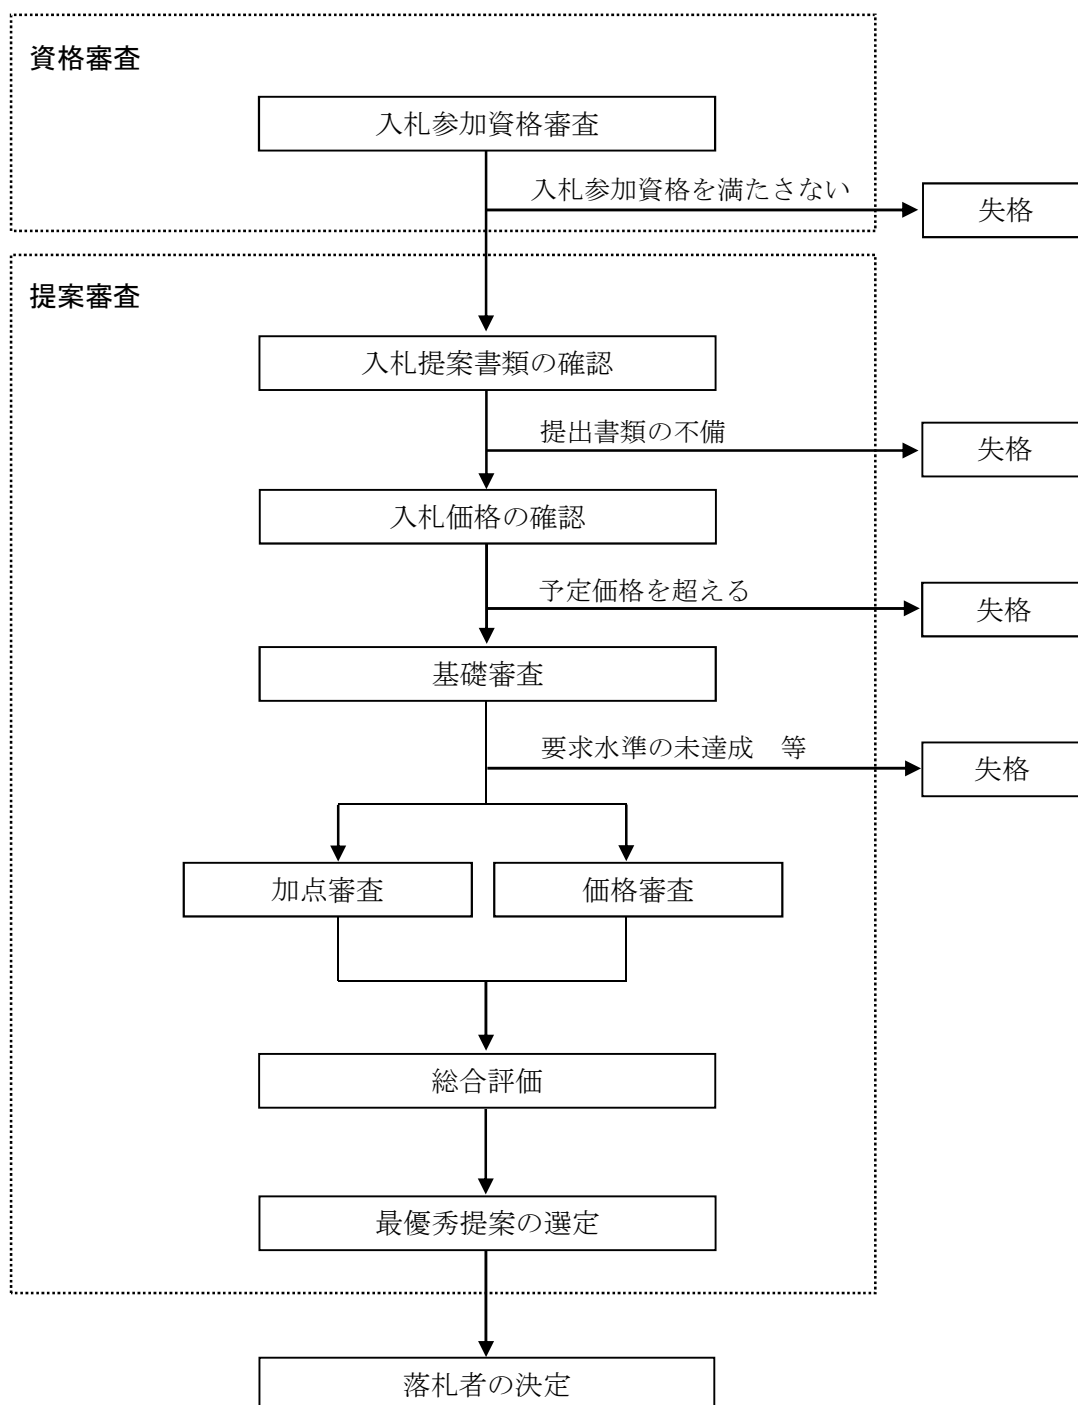 資格審査
入札参加資格審査
入札参加資格を満たさない
失格
提案審査
入札提案書類の確認
提出書類の不備
失格
入札価格の確認
予定価格を超える
失格
基礎審査
要求水準の未達成　等
失格
加点審査
価格審査
総合評価
最優秀提案の選定
落札者の決定